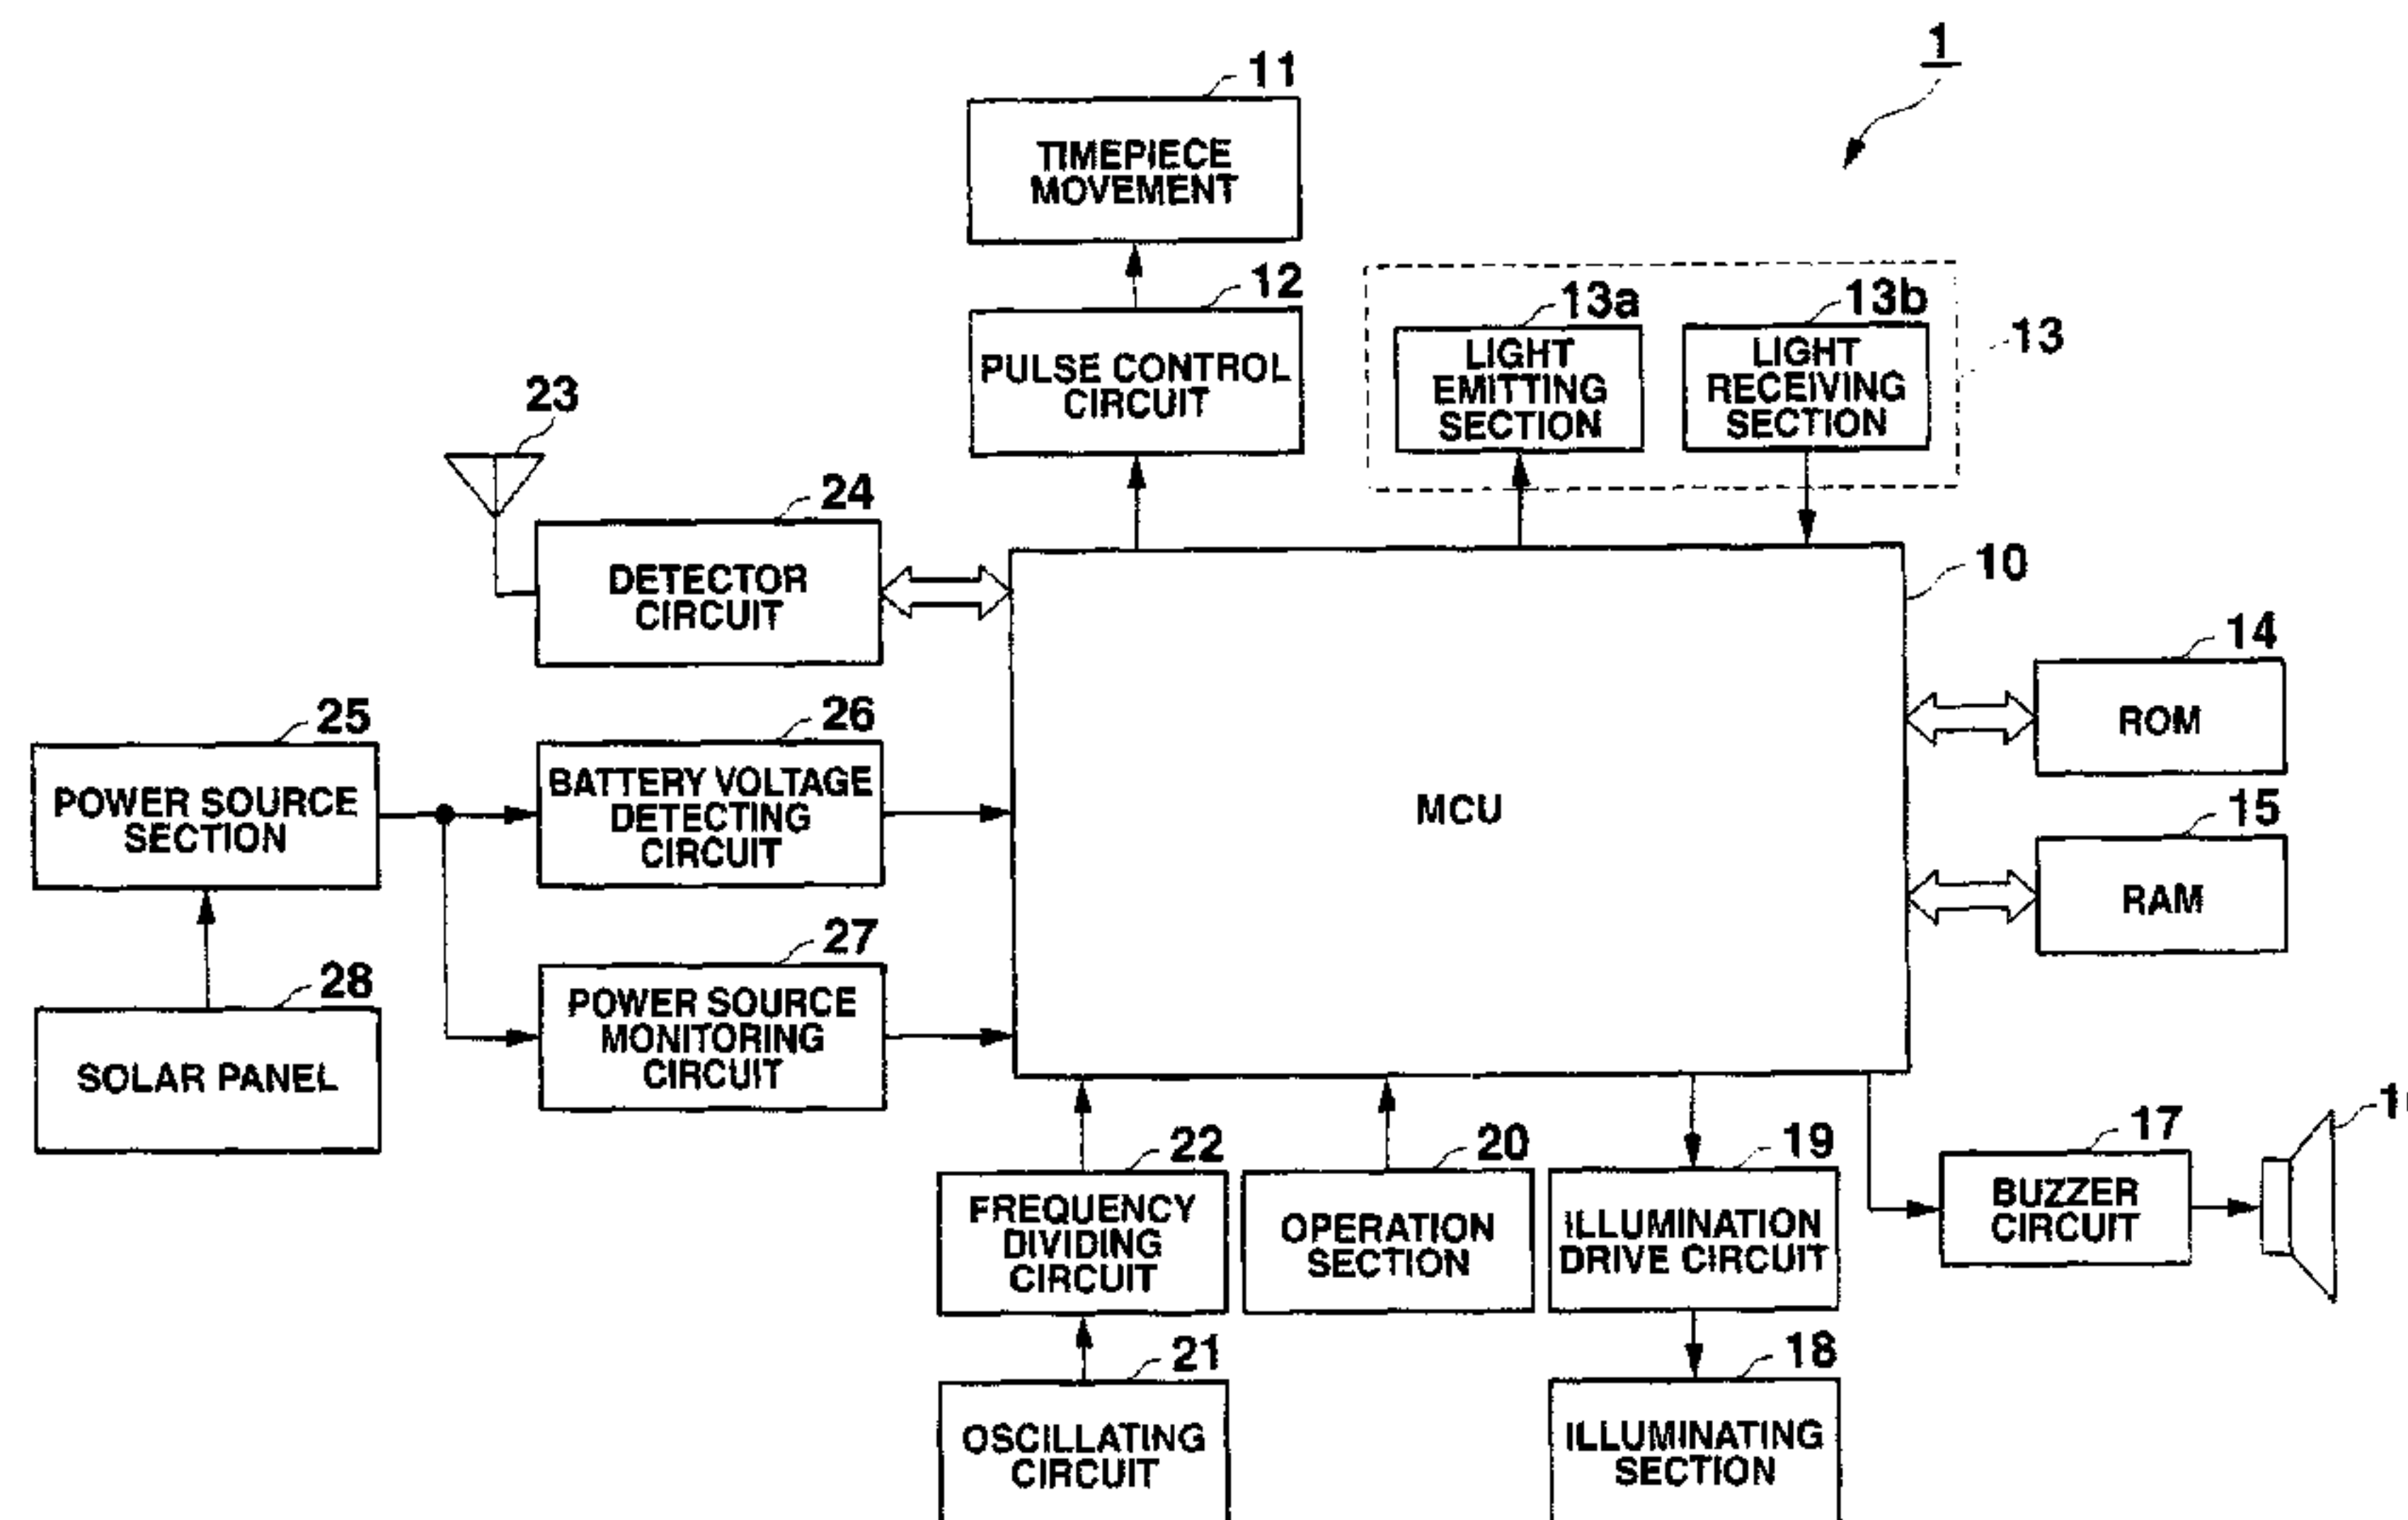 1
11
TIMEPIECE
MOVEMENT
12
PULSE CONTROL
CIRCUIT
13a
LIGHT
EMITTING
SECTION
13b
LIGHT
RECEIVING
SECTION
13
23
24
DETECTOR
CIRCUIT
10
MCU
14
ROM
15
RAM
25
POWER SOURCE
SECTION
26
BATTERY VOLTAGE
DETECTING
CIRCUIT
27
POWER SOURCE
MONITORING
CIRCUIT
28
SOLAR PANEL
22
FREQUENCY
DIVIDING
CIRCUIT
20
OPERATION
SECTION
19
ILLUMINATION
DRIVE CIRCUIT
17
BUZZER
CIRCUIT
21
OSCILLATING
CIRCUIT
18
ILLUMINATING
SECTION